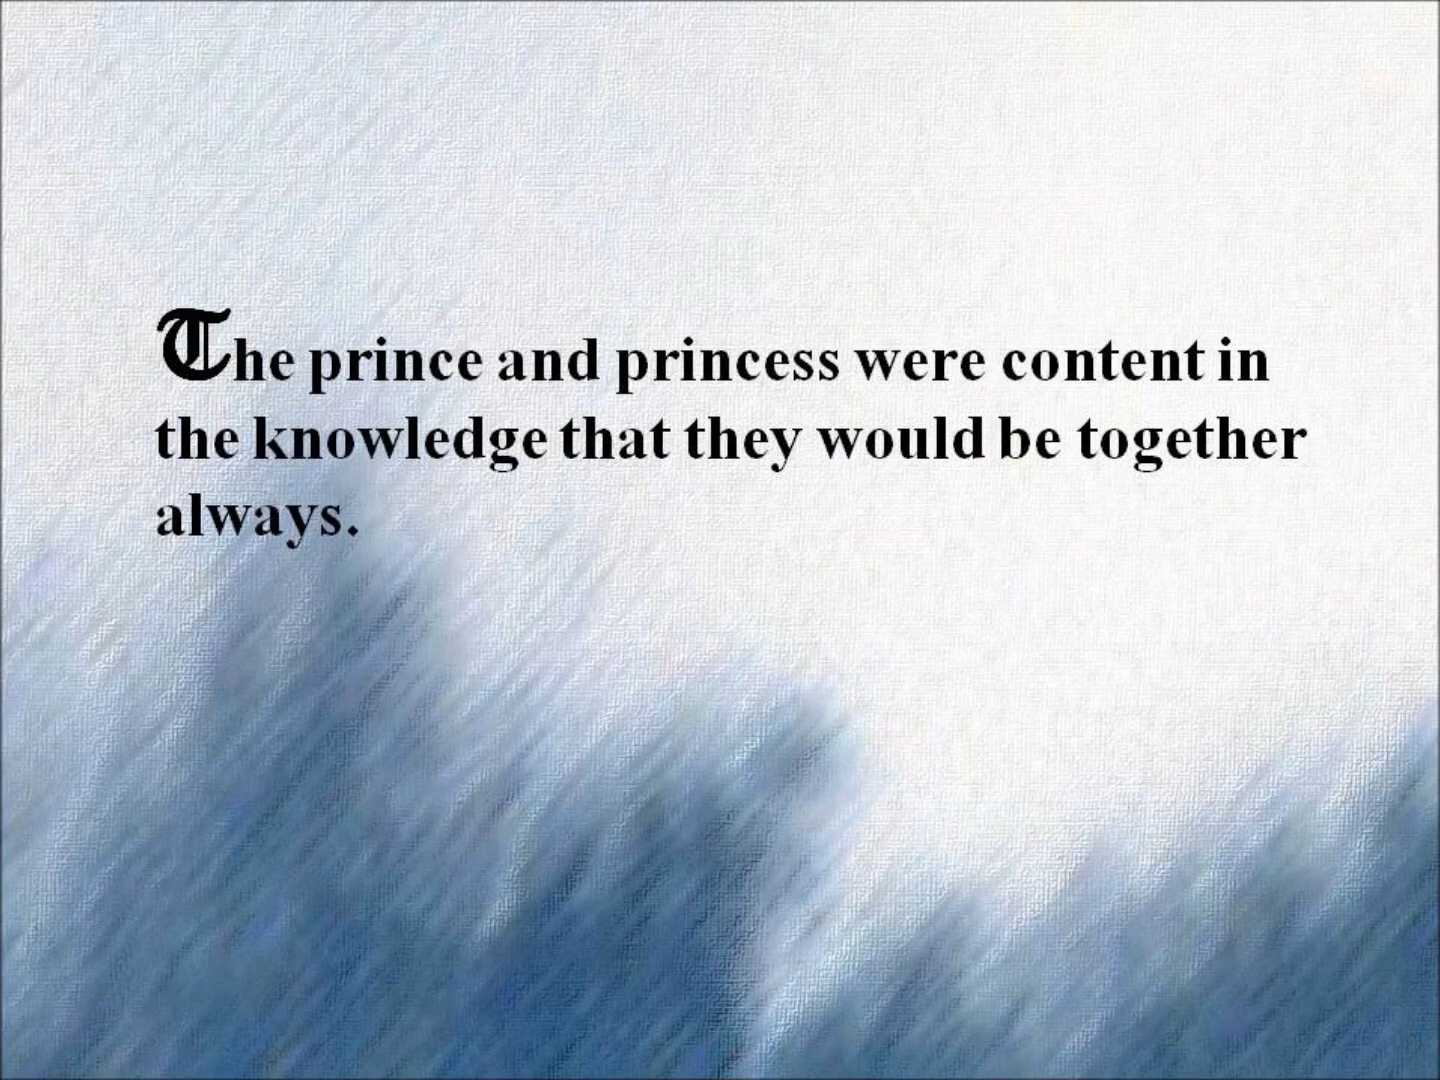 The prince and princess were content in
the knowledge that they would be together
always.